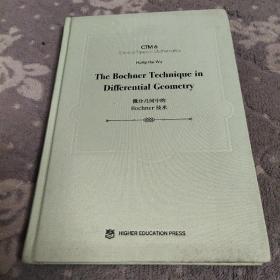 CTM 6
Hung-Hsi Wu
The Bochner Technique in
Differential Geometry
微分几何中的
Bochner 技术
HIGHER EDUCATION PRESS